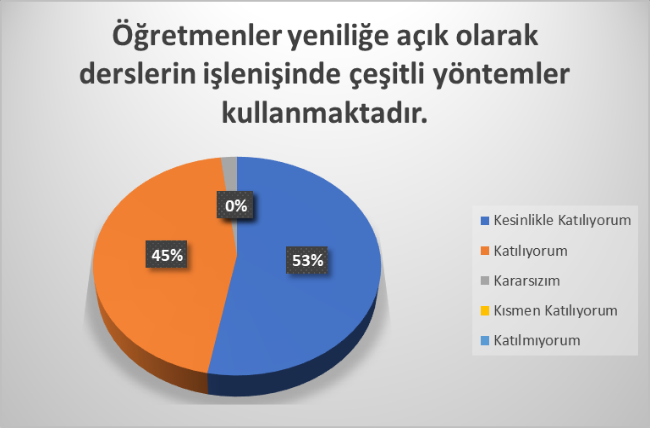 Öğretmenler yeniliğe açık olarak
derslerin işlenişinde çeşitli yöntemler
kullanmaktadır.
0%
45%
53%
Kesinlikle Katılıyorum
Katılıyorum
Kararsızım
Kısmen Katılıyorum
Katılmıyorum